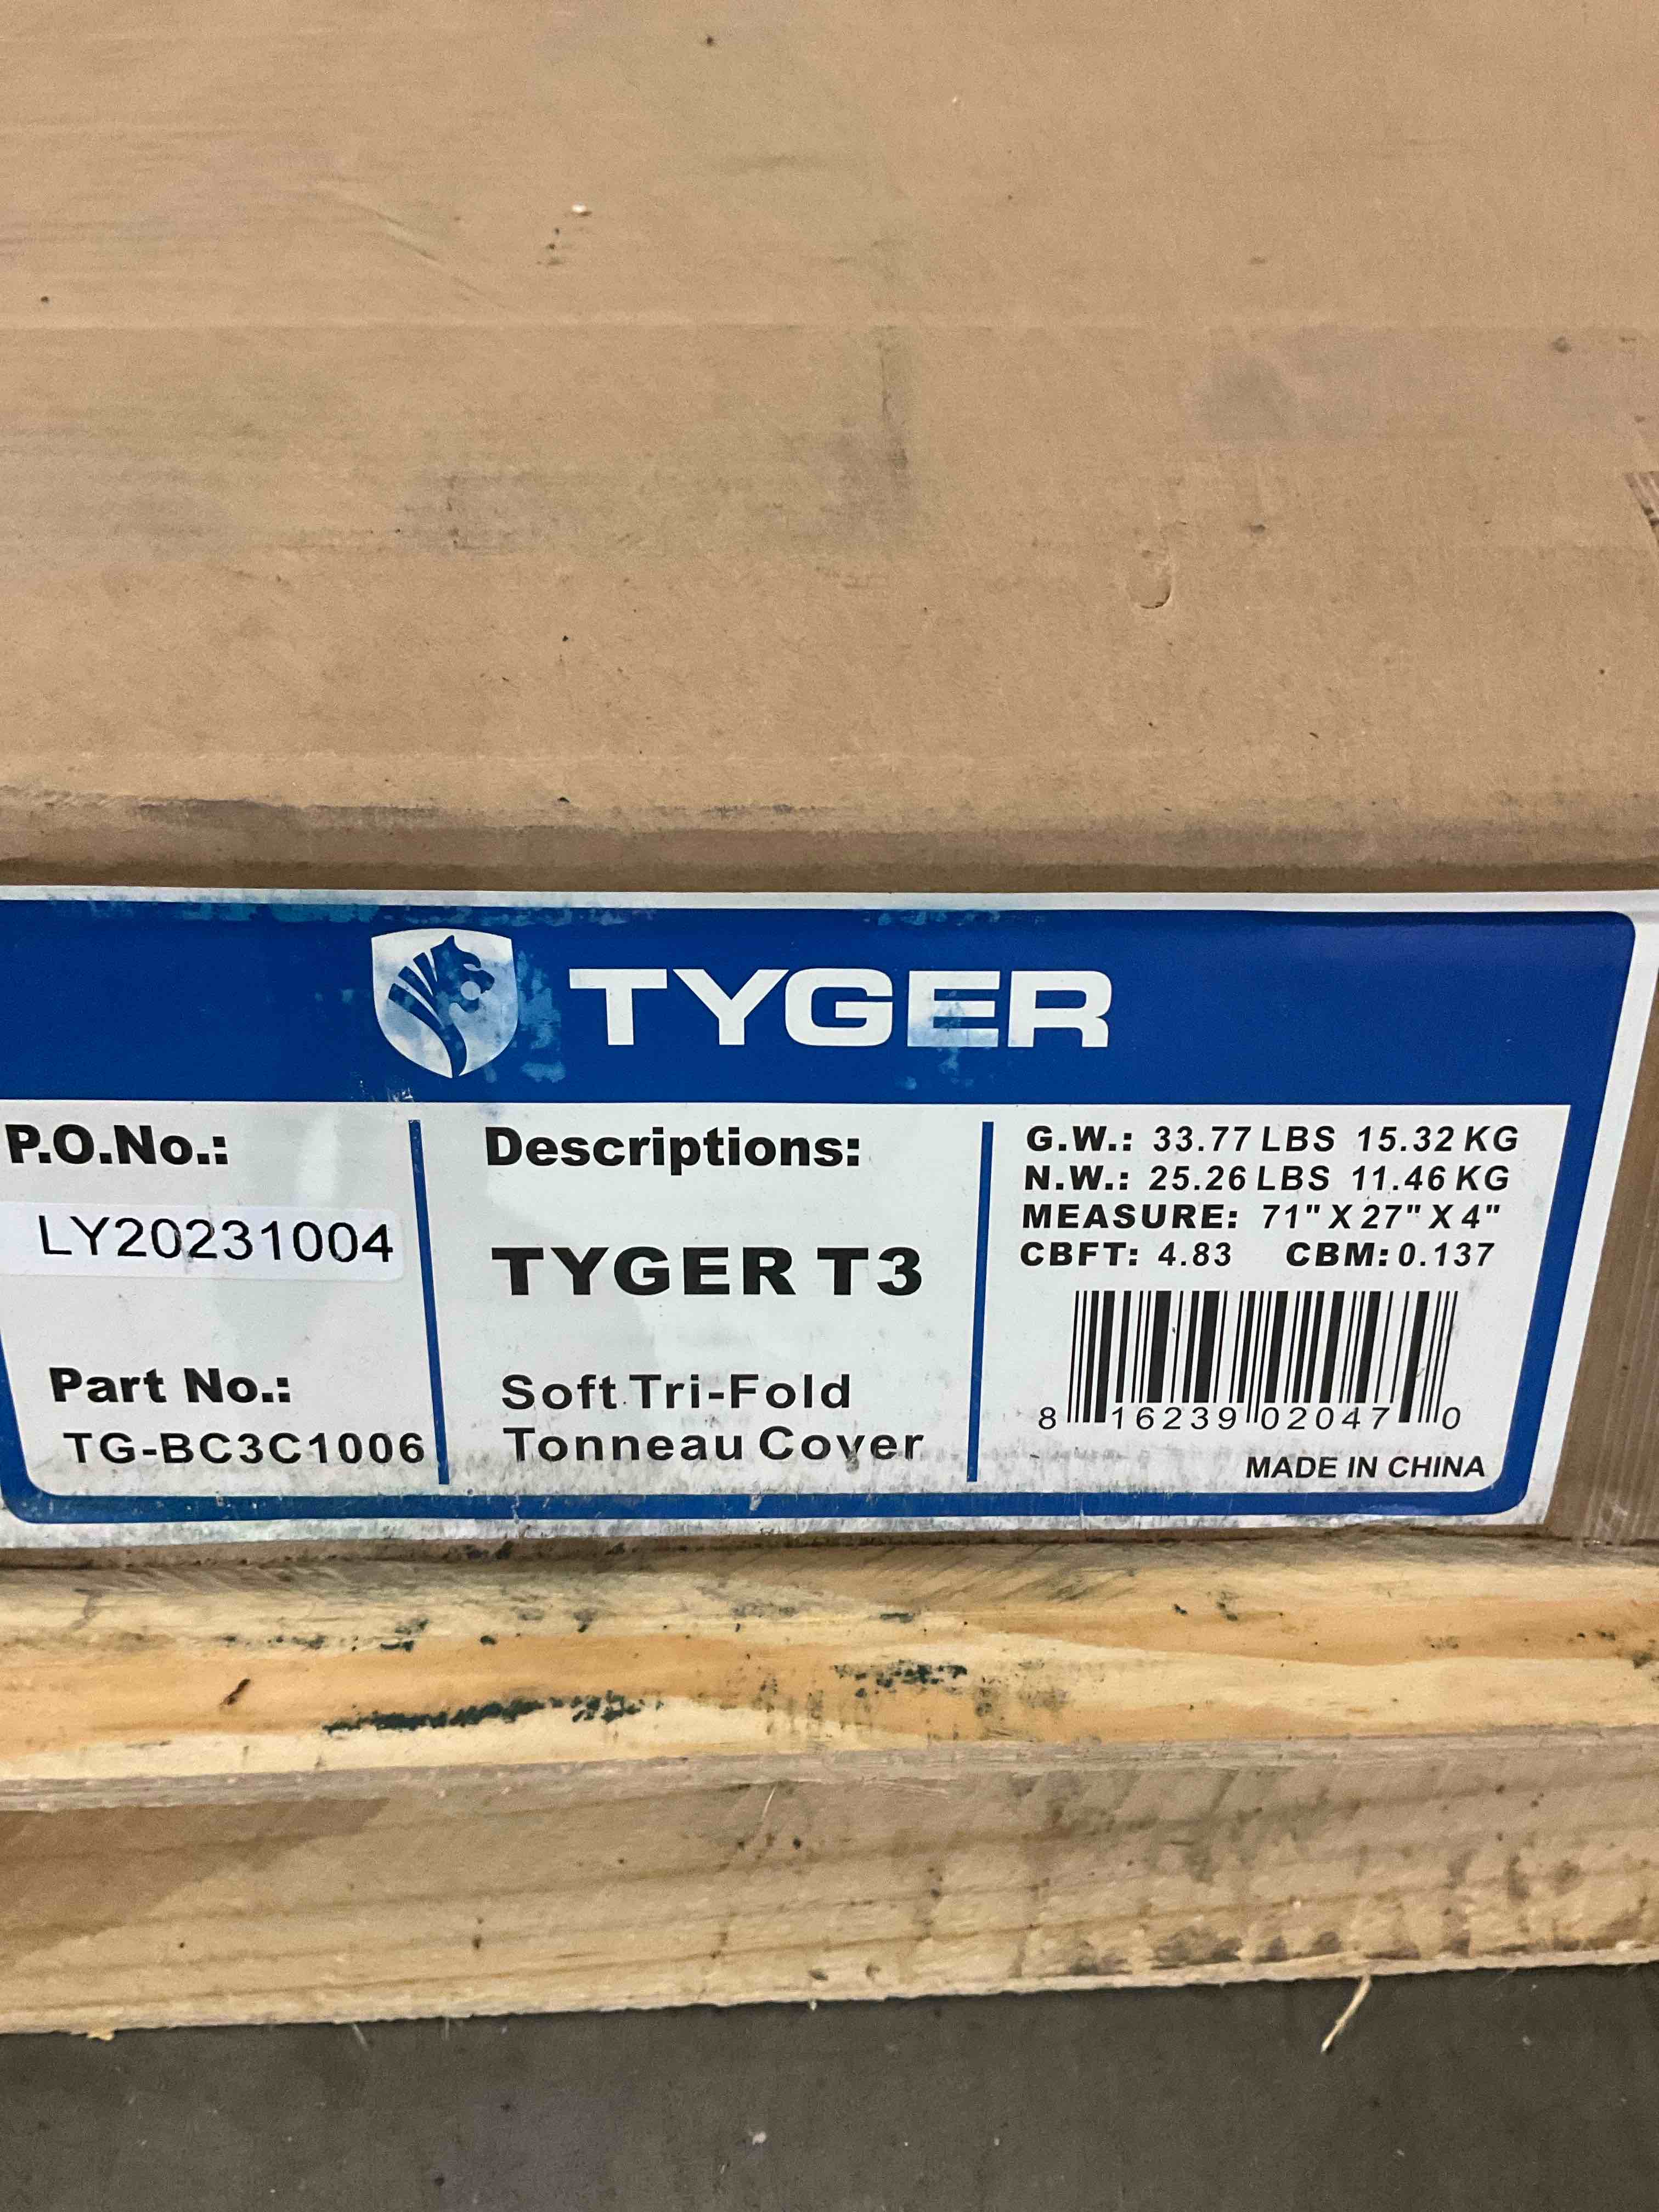 TYGER
P.O.No.:
LY20231004
Part No.:
TG-BC3C1006
Descriptions:
TYGER T3
Soft Tri-Fold
Tonneau Cover
G.W.: 33.77 LBS 15.32 KG
N.W.: 25.26 LBS 11.46 KG
MEASURE: 71" X 27" X 4"
CBFT: 4.83 CBM: 0.137
8 16239 02047 0
MADE IN CHINA